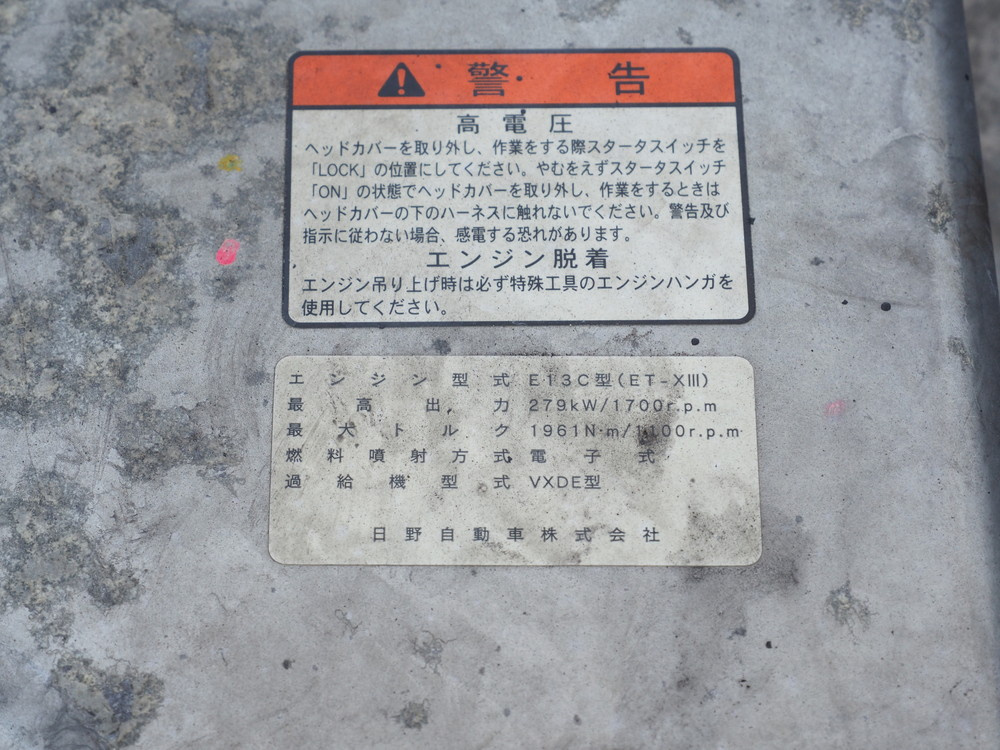 警告
高電圧
ヘッドカバーを取り外し、作業をする際スタータスイッチを
「LOCK」の位置にしてください。やむをえずスタータスイッチ
「ON」の状態でヘッドカバーを取り外し、作業をするときは
ヘッドカバーの下のハーネスに触れないでください。警告及び
指示に従わない場合、感電する恐れがあります。
エンジン脱着
エンジン吊り上げ時は必ず特殊工具のエンジンハンガを
使用してください。
エンジン型式 E13C型(ET-XIII)
最高出力 279kW/1700r.p.m
最大トルク 1961N·m/1100r.p.m
燃料噴射方式 電子式
過給機型式 VXDE型
日野自動車株式会社